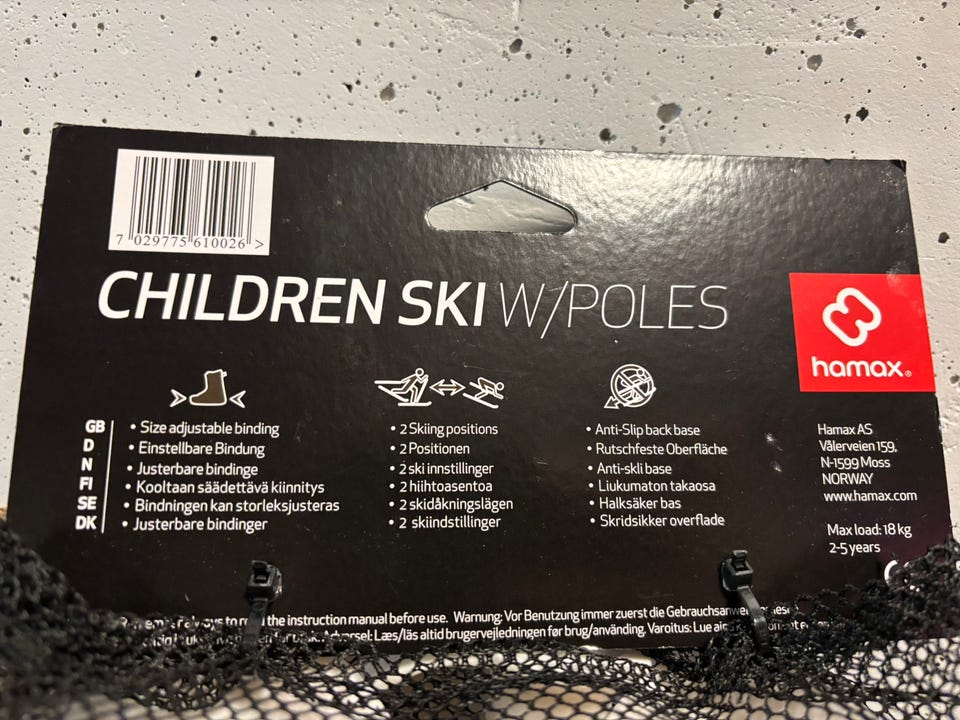 7 029775 610026 >
CHILDREN SKI W/POLES
hamax®
GB • Size adjustable binding
D • Einstellbare Bindung
N • Justerbare bindinge
FI • Kooltaan säädettävä kiinnitys
SE • Bindningen kan storleksjusteras
DK • Justerbare bindinger
• 2 Skiing positions
• 2 Positionen
• 2 ski innstillinger
• 2 hiihtoasentoa
• 2 skidåkningslägen
• 2 skiindstillinger
• Anti-Slip back base
• Rutschfeste Oberfläche
• Anti-skli base
• Liukumaton takaosa
• Halksäker bas
• Skridsikker overflade
Hamax AS
Vålerveien 159,
N-1599 Moss
NORWAY
www.hamax.com
Max load: 18 kg
2-5 years
to read the instruction manual before use. Warnung: Vor Benutzung immer zuerst die
Advarsel: Læs/läs altid brugervejledningen før brug/användning. Varoitus: Lue